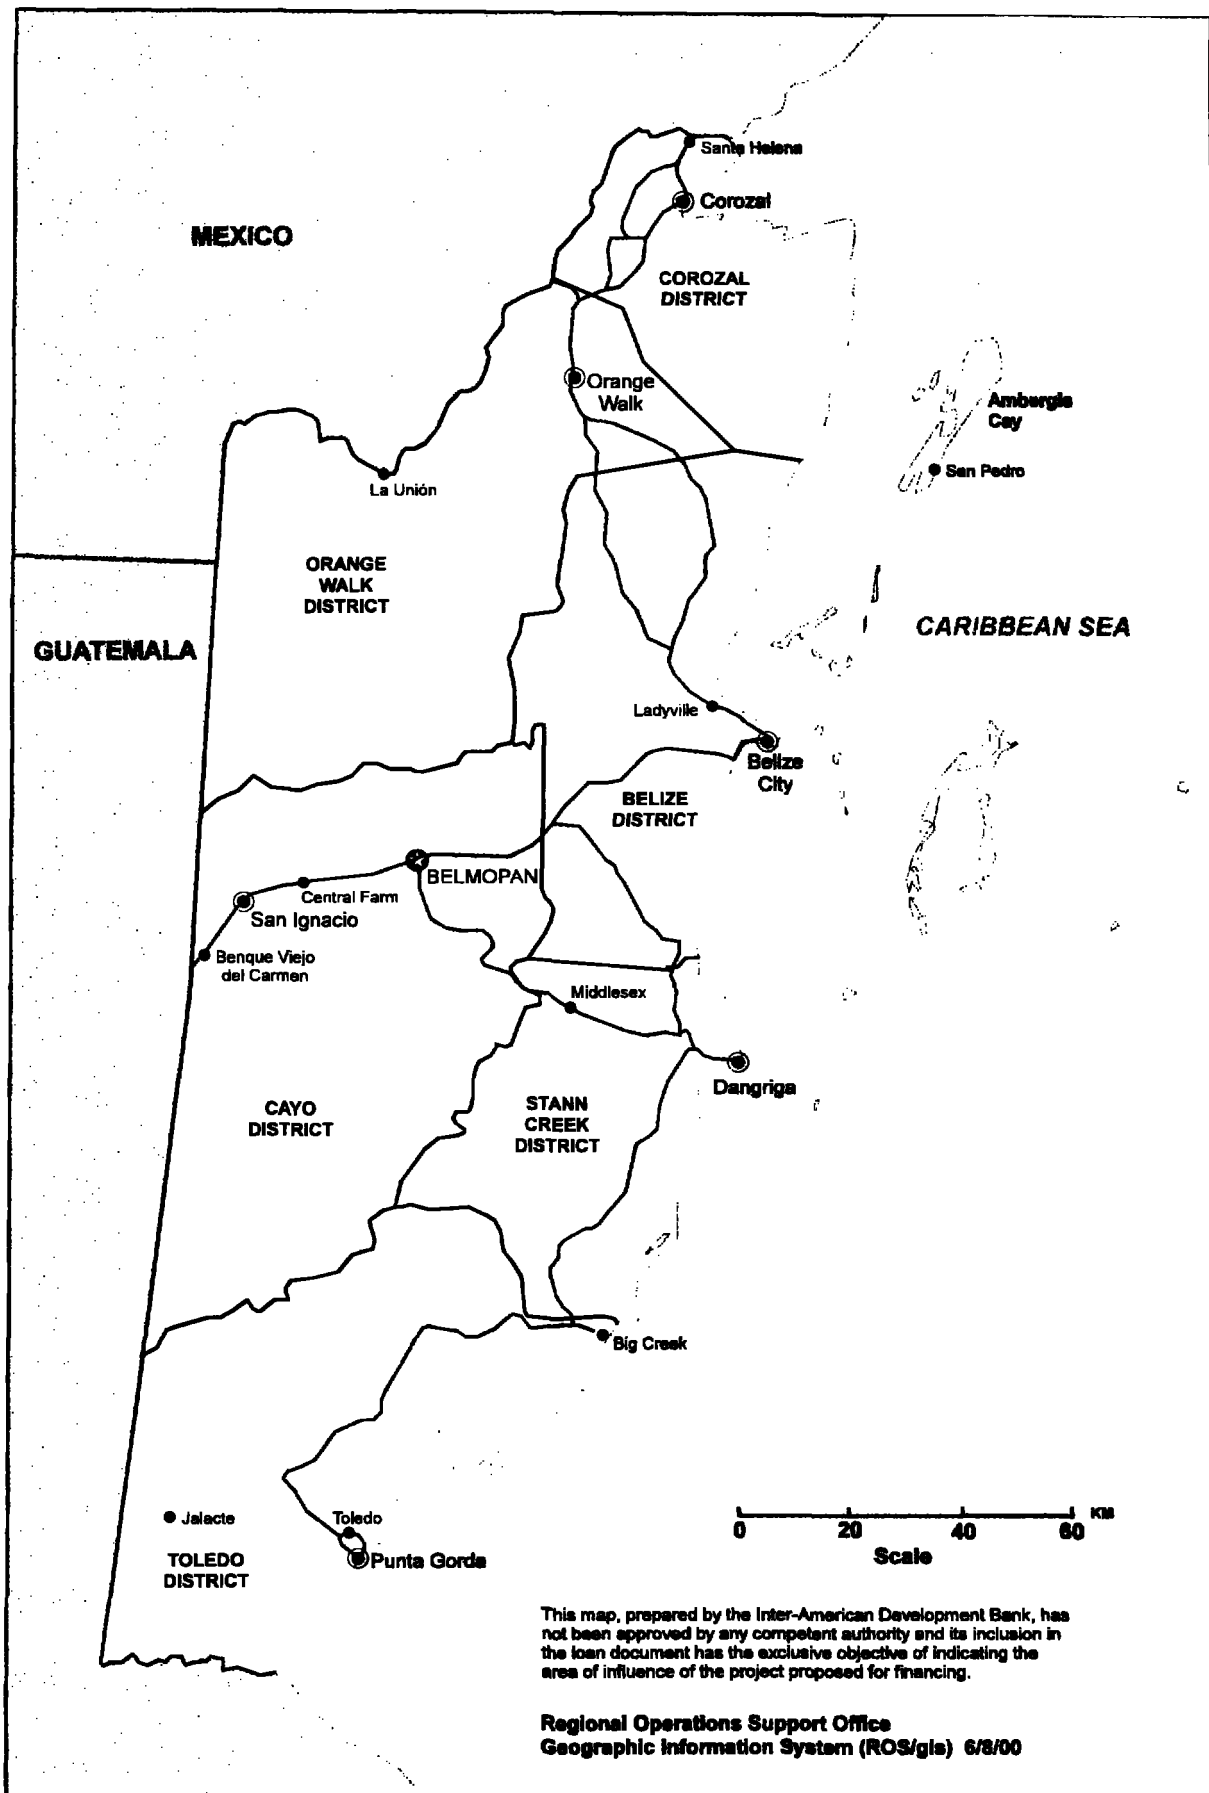 Santa Helena
Corozal
MEXICO
COROZAL
DISTRICT
Orange
Walk
Ambergis
Cay
San Pedro
La Unión
ORANGE
WALK
DISTRICT
CARIBBEAN SEA
GUATEMALA
Ladyville
Belize
City
BELIZE
DISTRICT
BELMOPAN
Central Farm
San Ignacio
Benque Viejo
del Carmen
Middlesex
Dangriga
CAYO
DISTRICT
STANN
CREEK
DISTRICT
Big Creek
Jalacte
Toledo
Punta Gorda
TOLEDO
DISTRICT
KM
0 20 40 60
Scale
This map, prepared by the Inter-American Development Bank, has
not been approved by any competent authority and its inclusion in
the loan document has the exclusive objective of indicating the
area of influence of the project proposed for financing.
Regional Operations Support Office
Geographic Information System (ROS/gis) 6/8/00